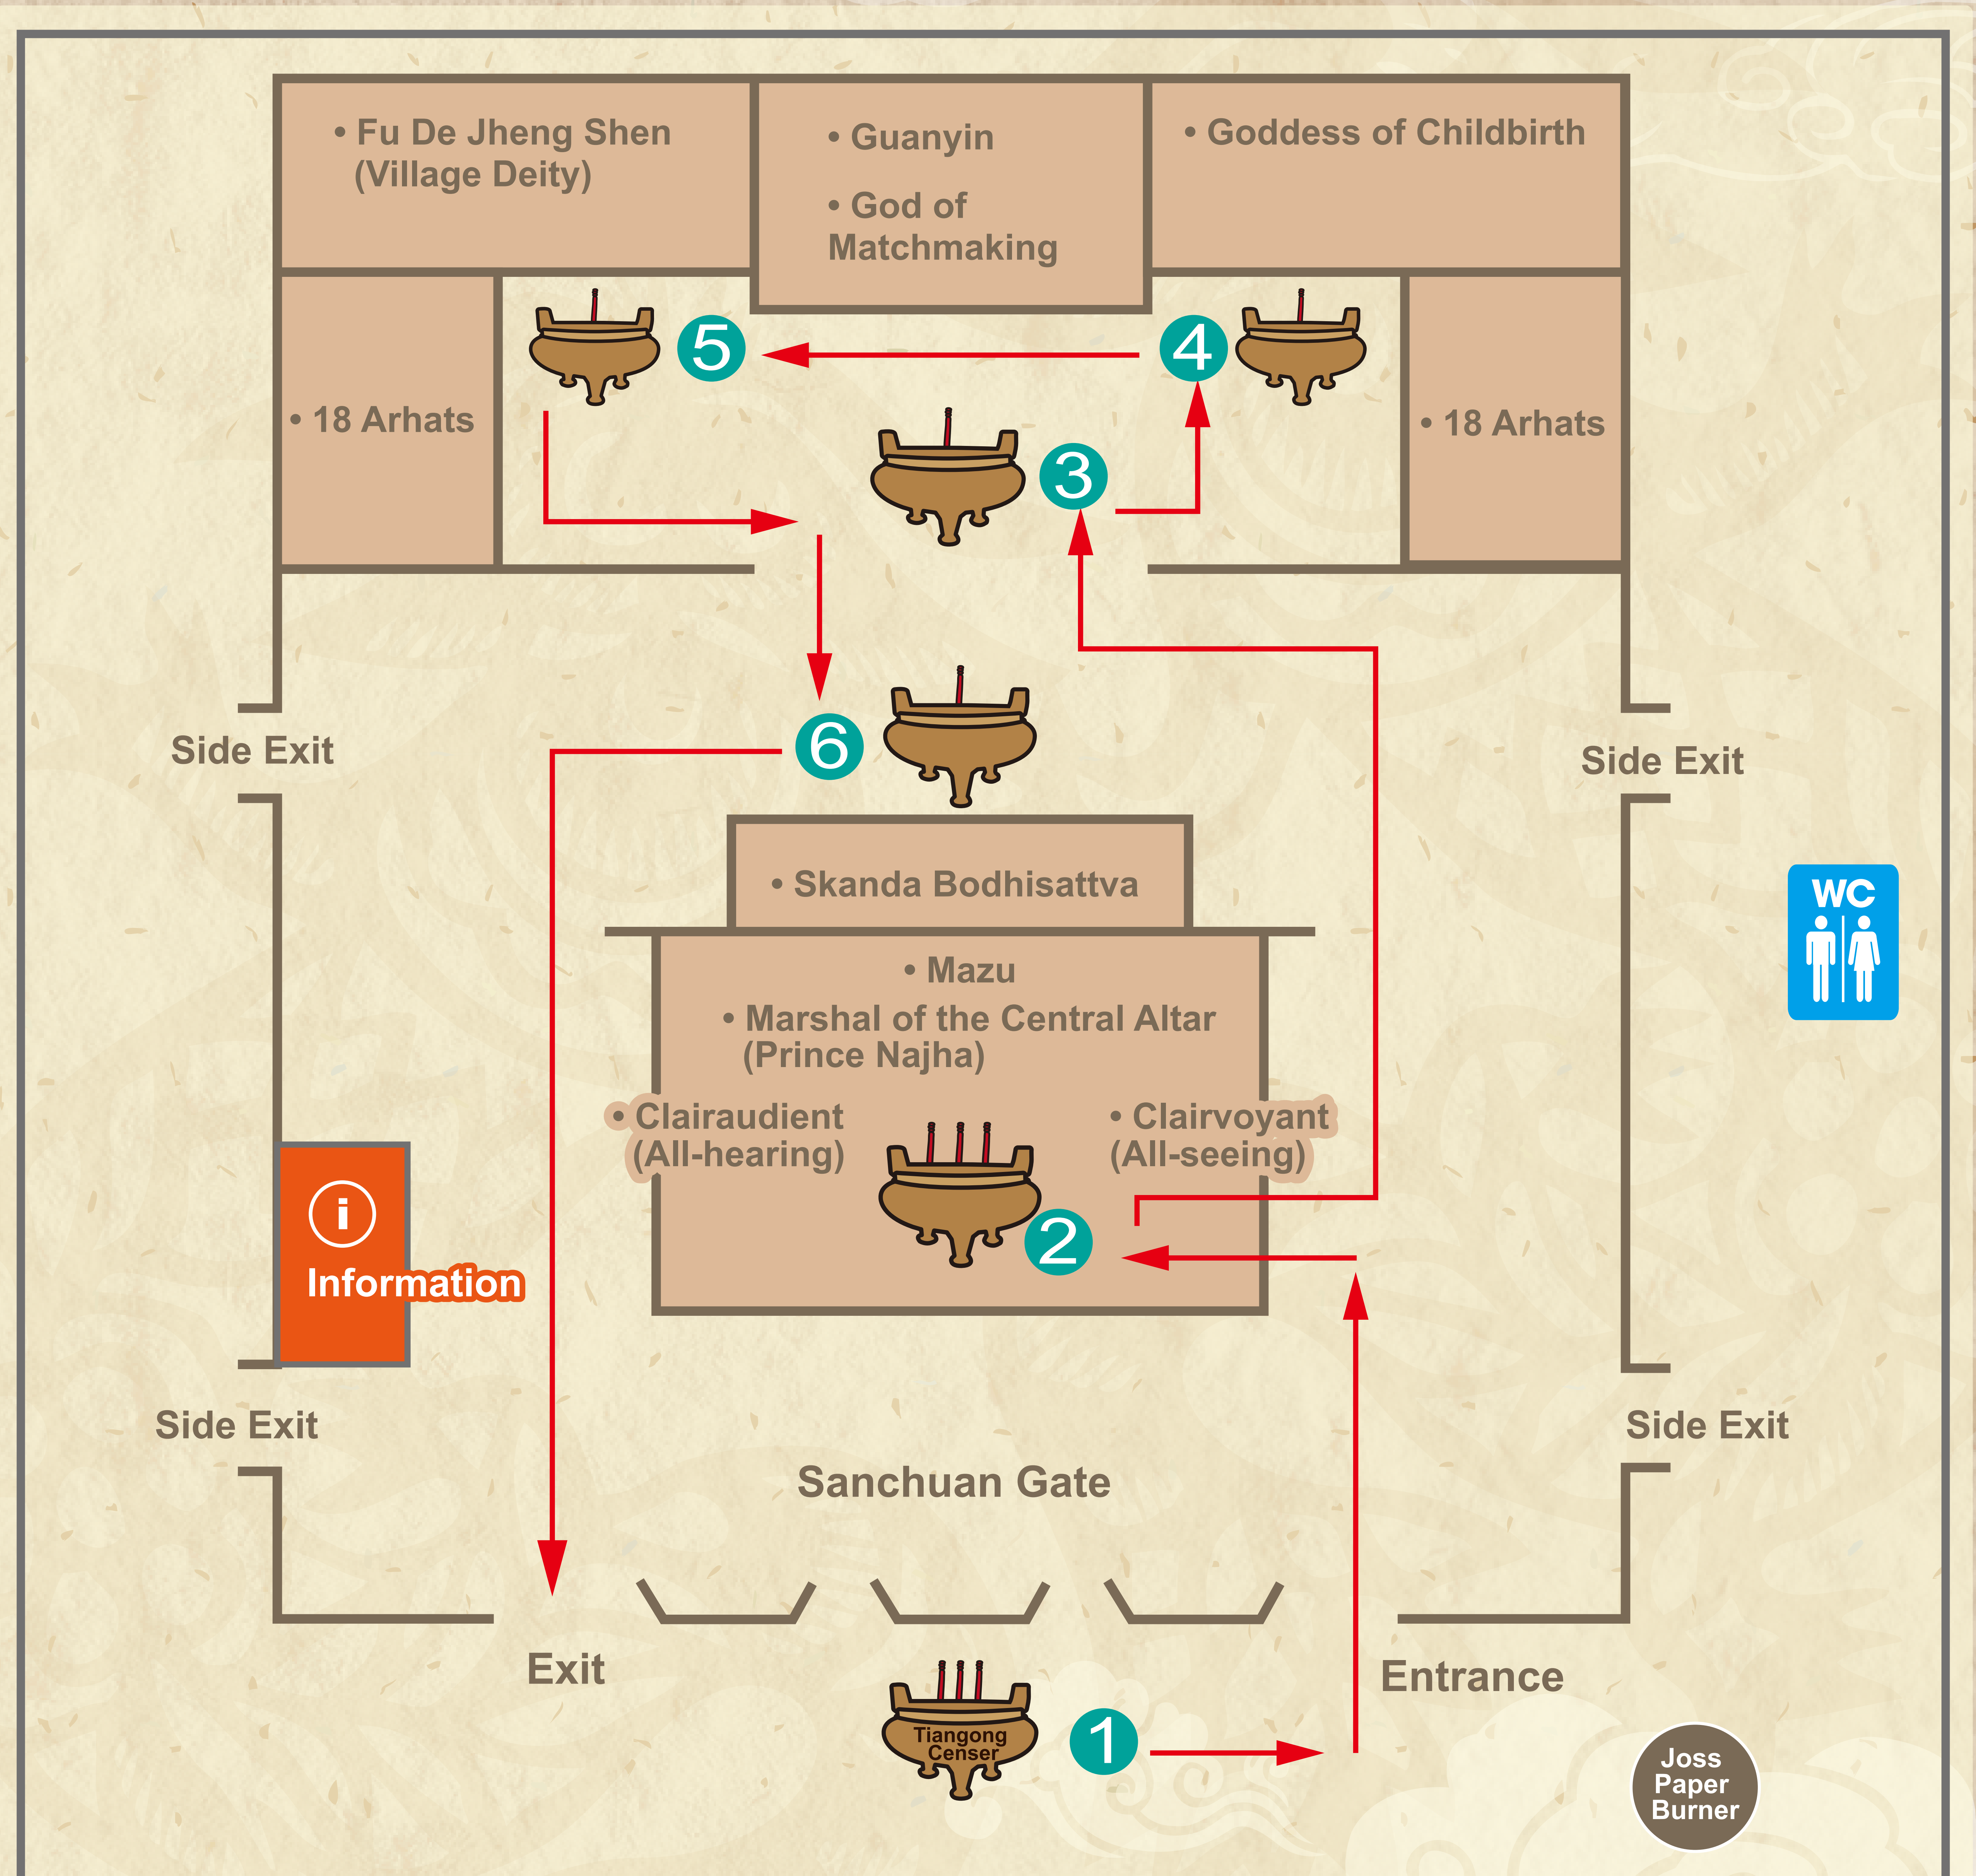 • Fu De Jheng Shen
(Village Deity)
• Guanyin
• God of
Matchmaking
• Goddess of Childbirth
5
4
• 18 Arhats
3
• 18 Arhats
Side Exit
6
Side Exit
• Skanda Bodhisattva
WC
• Mazu
• Marshal of the Central Altar
(Prince Najha)
• Clairaudient
(All-hearing)
• Clairvoyant
(All-seeing)
2
i
Information
Side Exit
Side Exit
Sanchuan Gate
Exit
Entrance
Tiangong
Censer
1
Joss
Paper
Burner